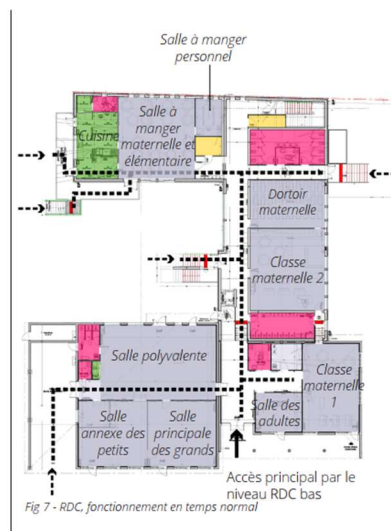 Salle à manger
personnel
Cuisine
Salle à
manger
maternelle et
élémentaire
Dortoir
maternelle
Classe
maternelle 2
Salle polyvalente
Classe
maternelle
1
Salle annexe des
petits
Salle
principale
des grands
Salle des
adultes
Accès principal par le
niveau RDC bas
Fig 7 - RDC, fonctionnement en temps normal